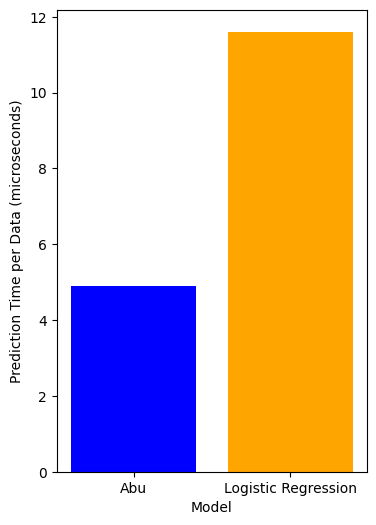 Prediction Time per Data (microseconds)
12
10
8
6
4
2
0
Abu
Logistic Regression
Model